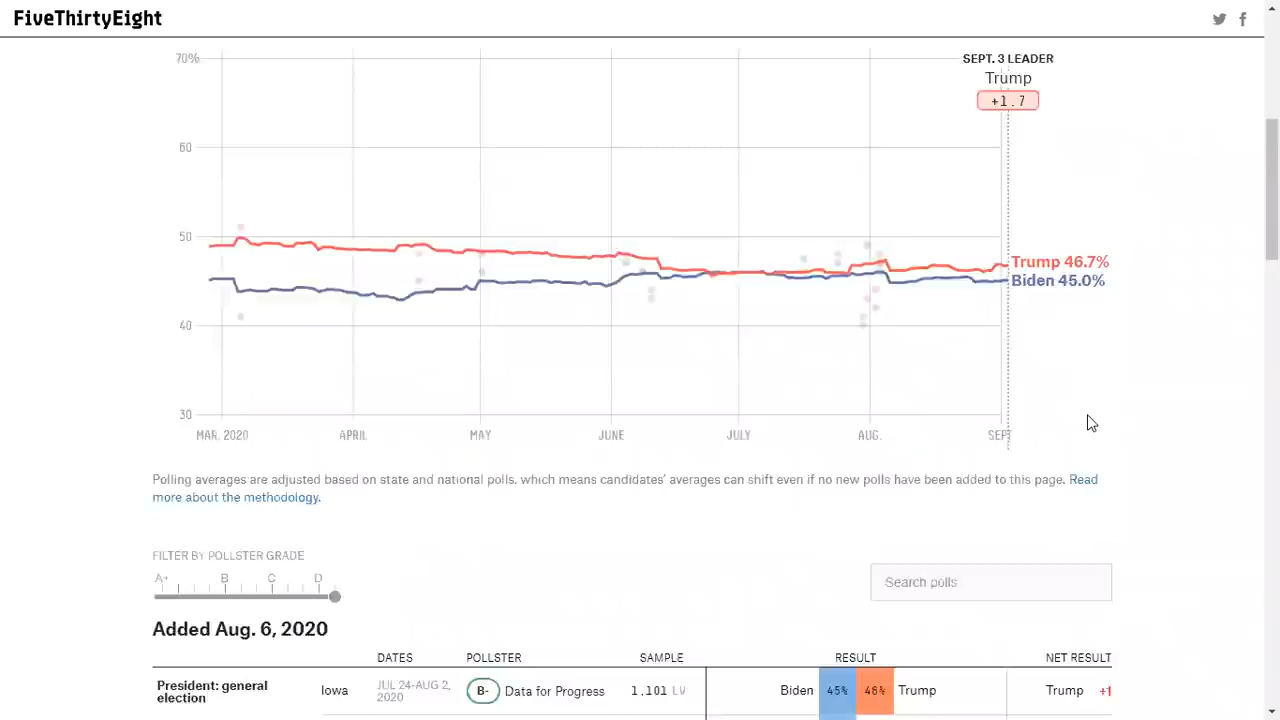 FiveThirtyEight
70%
SEPT. 3 LEADER
Trump
+1.7
60
50
Trump 46.7%
Biden 45.0%
40
30
MAR. 2020 APRIL MAY JUNE JULY AUG. SEPT
Polling averages are adjusted based on state and national polls, which means candidates' averages can shift even if no new polls have been added to this page. Read
more about the methodology.
FILTER BY POLLSTER GRADE
A+ B C D
Search polls
Added Aug. 6, 2020
DATES POLLSTER SAMPLE RESULT NET RESULT
President: general
election
Iowa
JUL 24-AUG 2,
2020
B- Data for Progress 1,101 LV Biden 45% 46% Trump Trump +1